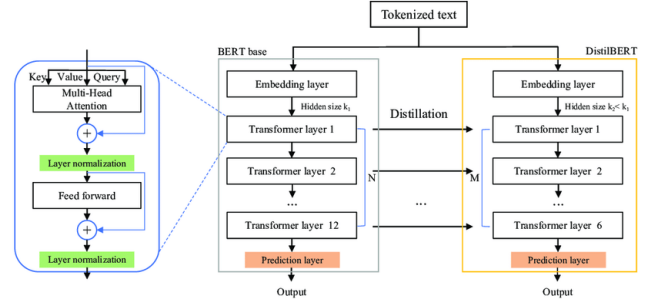 Tokenized text
BERT base
DistilBERT
Key Value Query
Multi-Head
Attention
+
Layer normalization
Feed forward
+
Layer normalization
Embedding layer
Hidden size k₁
Transformer layer 1
Transformer layer 2
...
Transformer layer 12
Prediction layer
Output
N
Distillation
...
M
Embedding layer
Hidden size k₂< k₁
Transformer layer 1
Transformer layer 2
...
Transformer layer 6
Prediction layer
Output